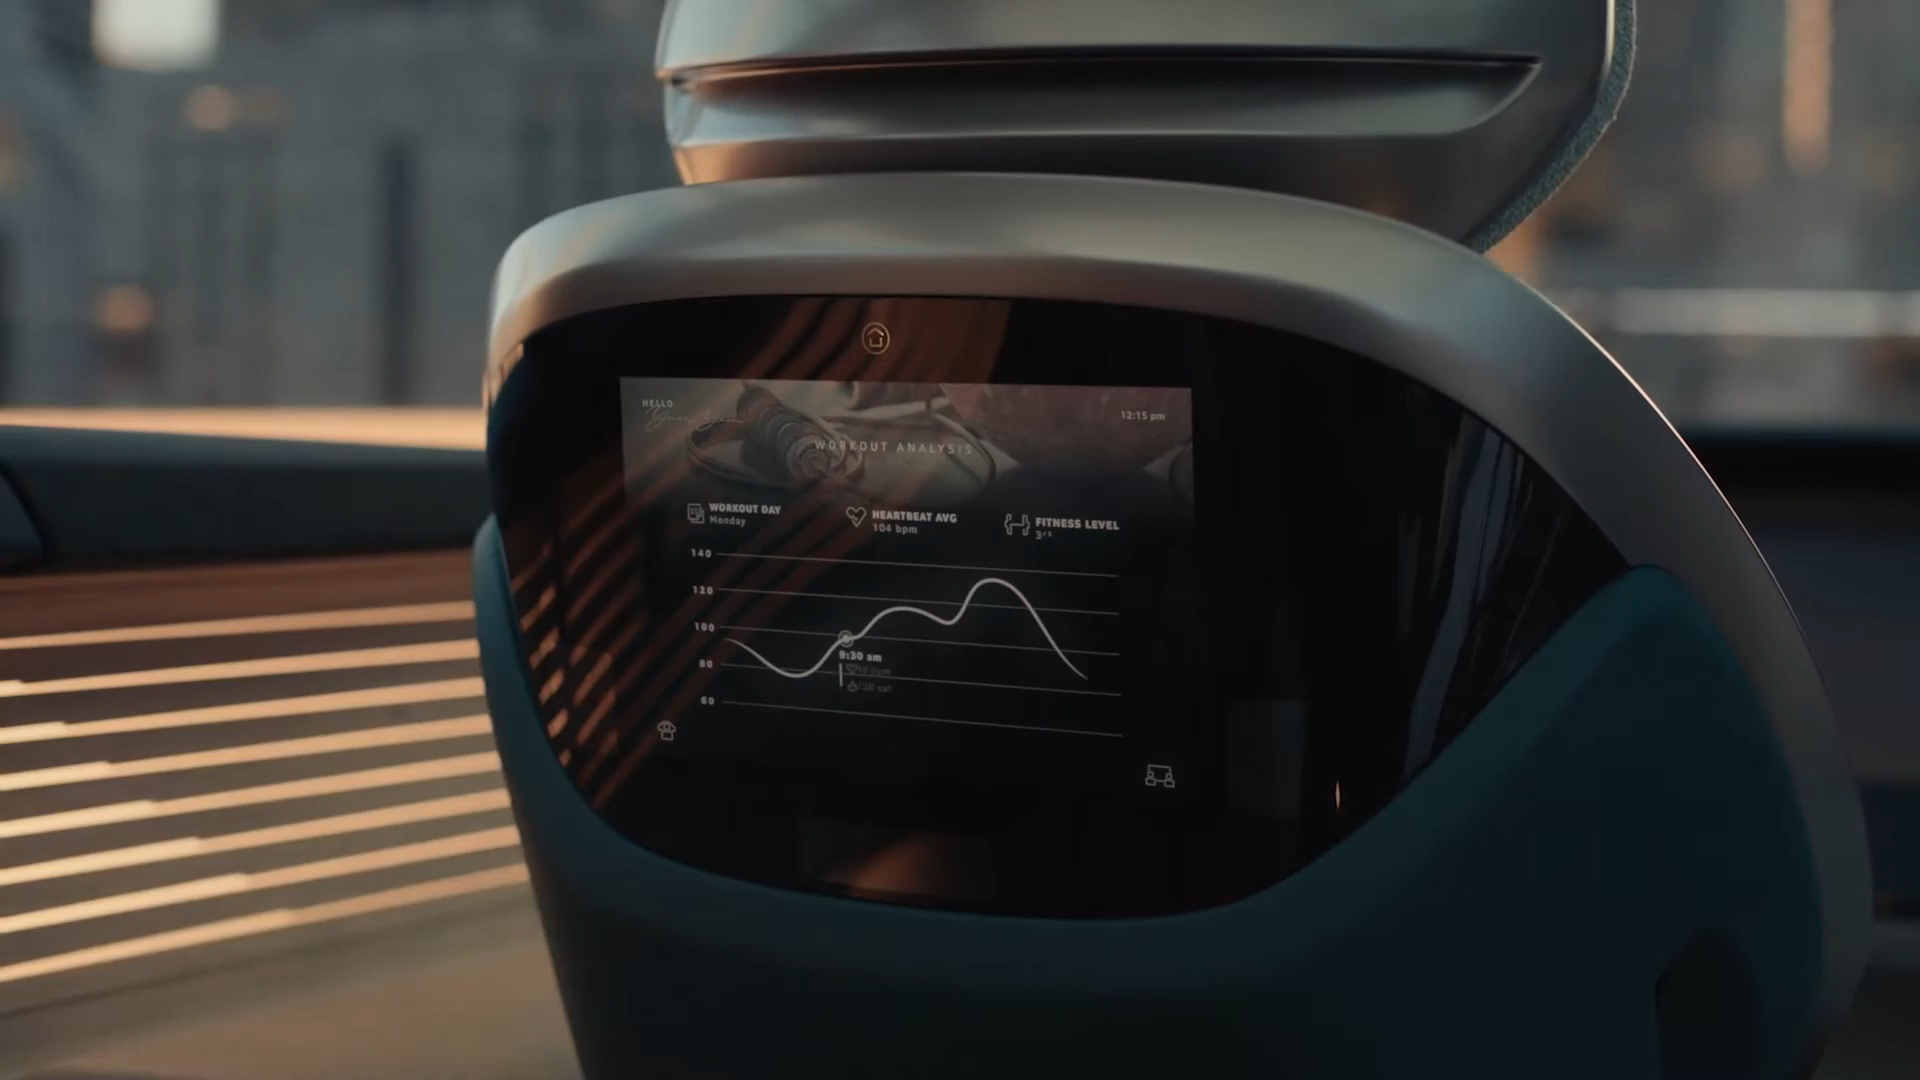 HELLO
12:15 pm
WORKOUT ANALYSIS
WORKOUT DAY
Monday
HEARTBEAT AVG
104 bpm
FITNESS LEVEL
140
120
100
80
60
9:30 am